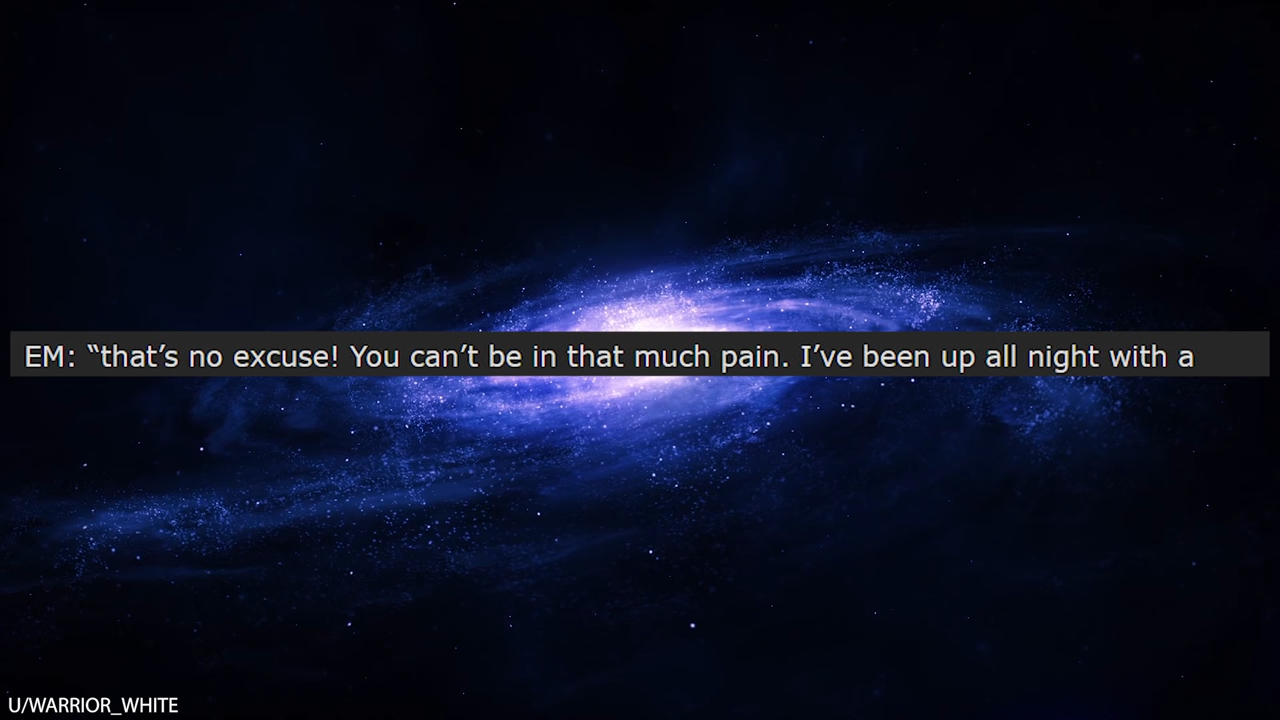 EM: “that’s no excuse! You can’t be in that much pain. I’ve been up all night with a
U/WARRIOR_WHITE